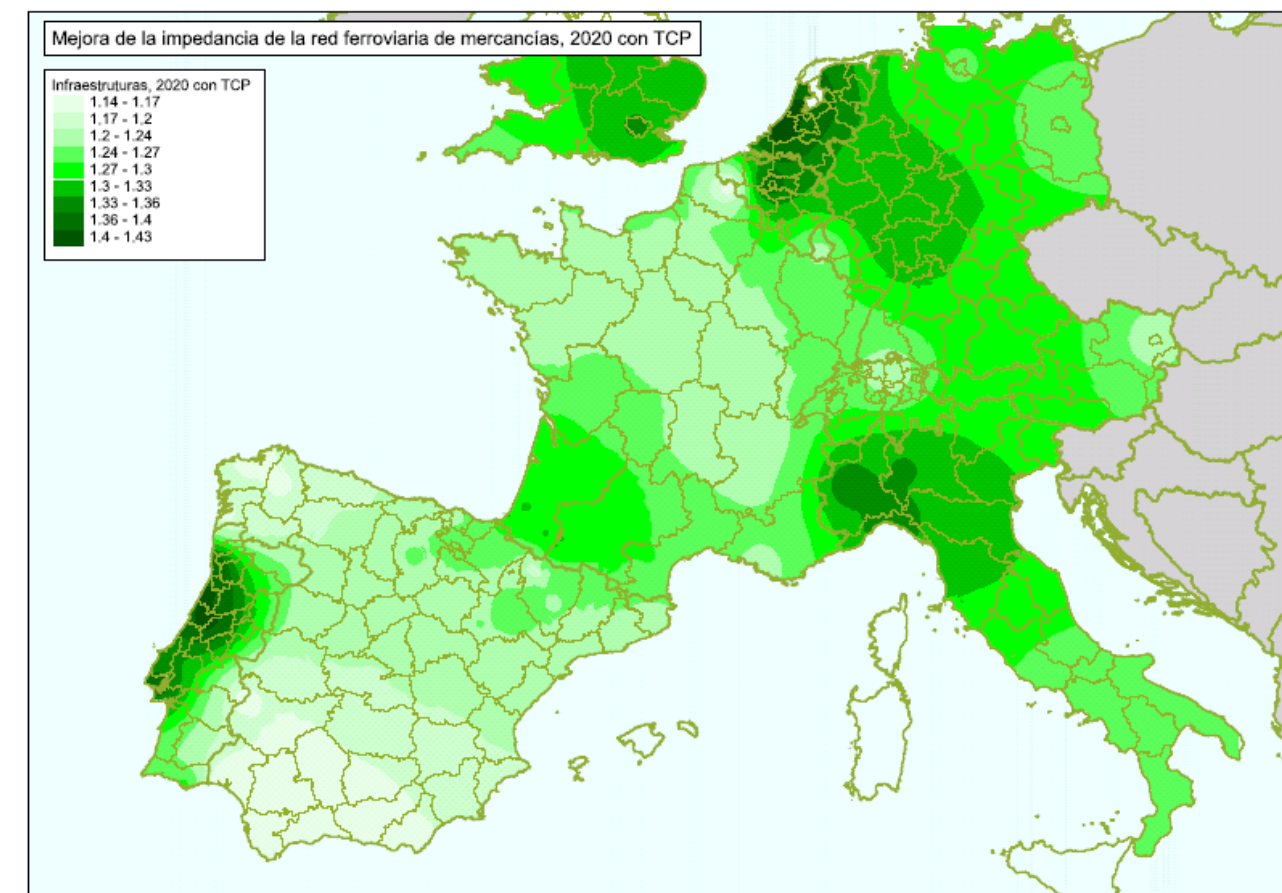 Mejora de la impedancia de la red ferroviaria de mercancías, 2020 con TCP
Infraestruturas, 2020 con TCP
1.14 - 1.17
1.17 - 1.2
1.2 - 1.24
1.24 - 1.27
1.27 - 1.3
1.3 - 1.33
1.33 - 1.36
1.36 - 1.4
1.4 - 1.43